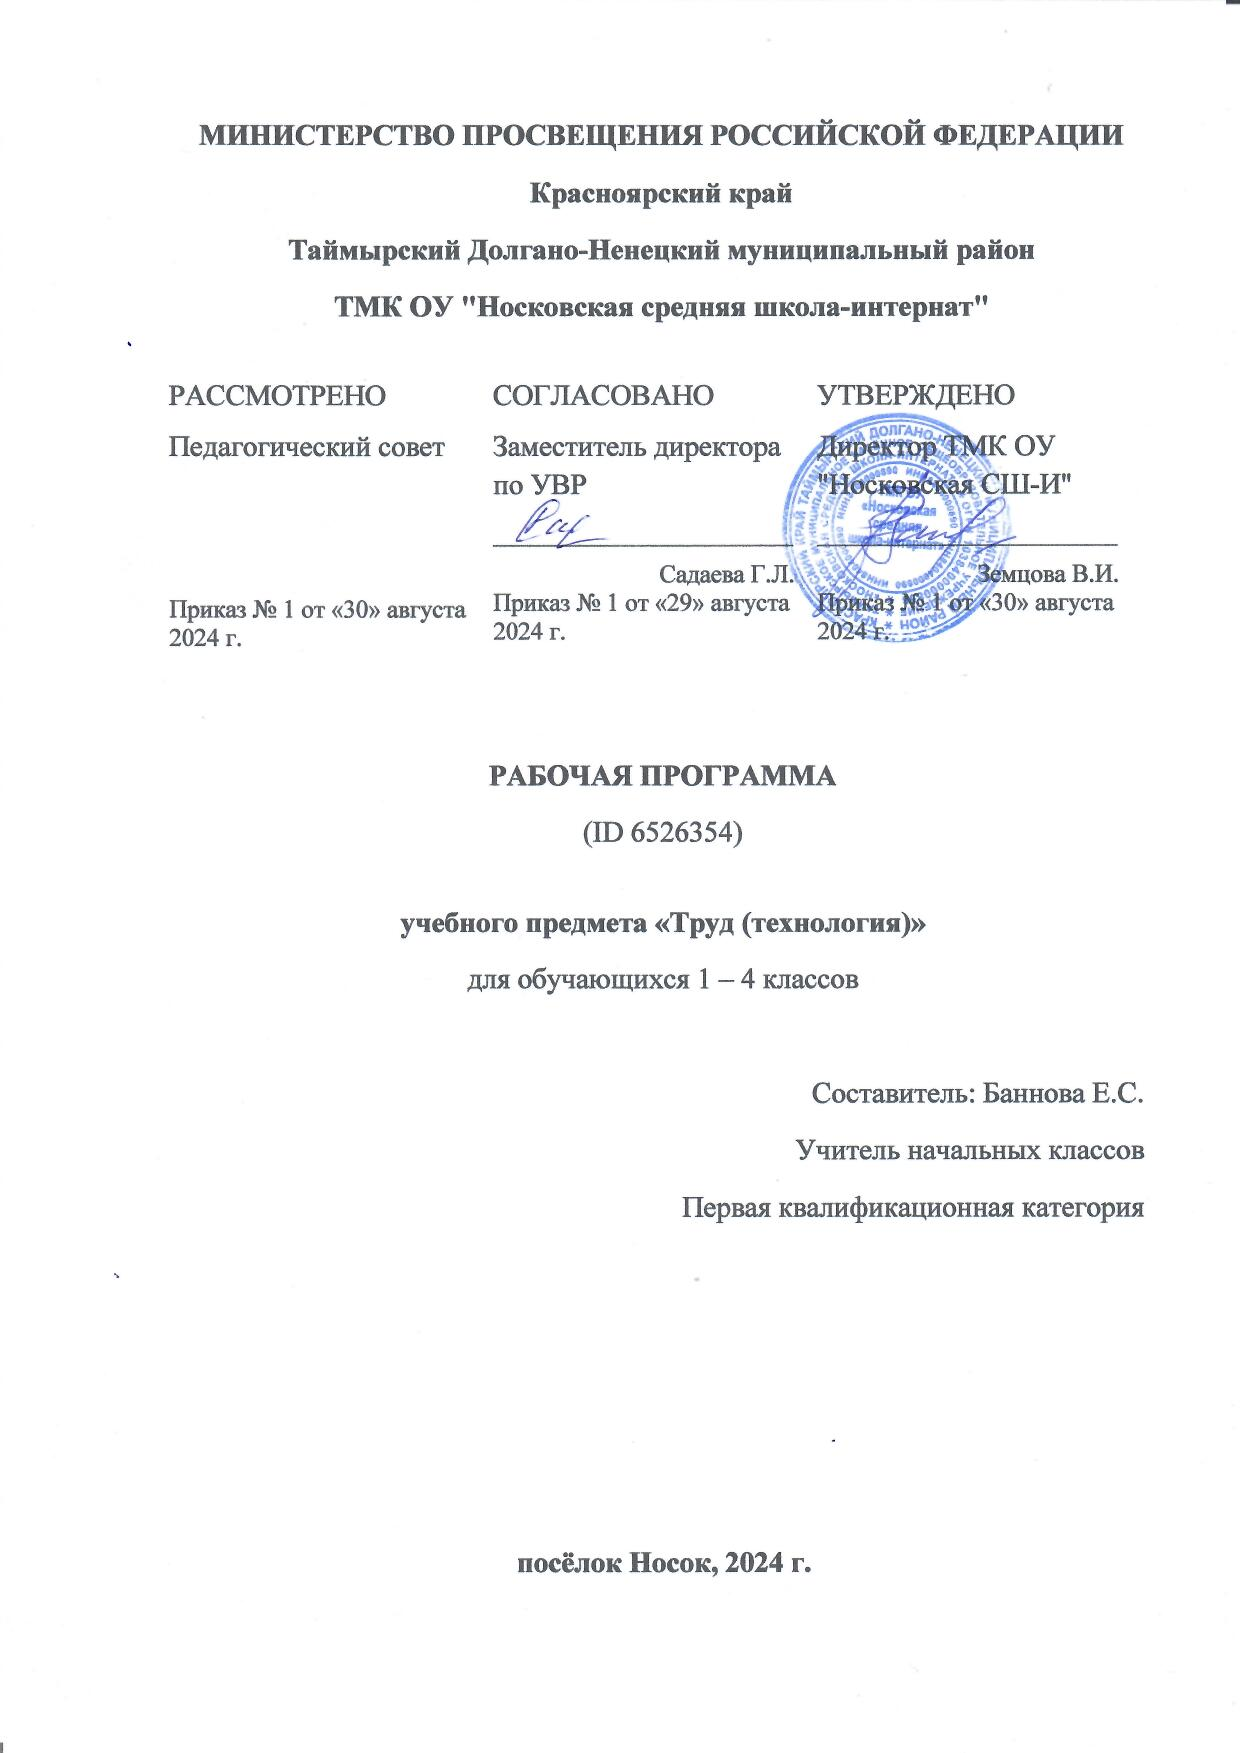 МИНИСТЕРСТВО ПРОСВЕЩЕНИЯ РОССИЙСКОЙ ФЕДЕРАЦИИ
Красноярский край
Таймырский Долгано-Ненецкий муниципальный район
ТМК ОУ "Носковская средняя школа-интернат"
РАССМОТРЕНО
Педагогический совет
Приказ № 1 от «30» августа
2024 г.
СОГЛАСОВАНО
Заместитель директора
по УВР
Садаева Г.Л.
Приказ № 1 от «29» августа
2024 г.
УТВЕРЖДЕНО
Директор ТМК ОУ
"Носковская СШ-И"
Земцова В.И.
Приказ № 1 от «30» августа
2024 г.
«Носковская
средняя
школа-интернат»
РАБОЧАЯ ПРОГРАММА
(ID 6526354)
учебного предмета «Труд (технология)»
для обучающихся 1 – 4 классов
Составитель: Баннова Е.С.
Учитель начальных классов
Первая квалификационная категория
посёлок Носок, 2024 г.